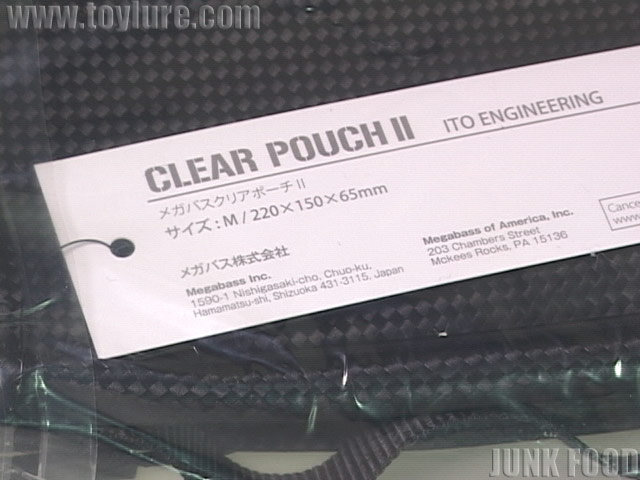 www.toylure.com
CLEAR POUCH II ITO ENGINEERING
メガバスクリアポーチ II
サイズ : M / 220×150×65mm
メガバス株式会社
Megabass Inc.
1590-1 Nishigasaki-cho, Chuo-ku,
Hamamatsu-shi, Shizuoka 431-3115, Japan
Megabass of America, Inc.
203 Chambers Street
Mckees Rocks, PA 15136
www
JUNK FOOD